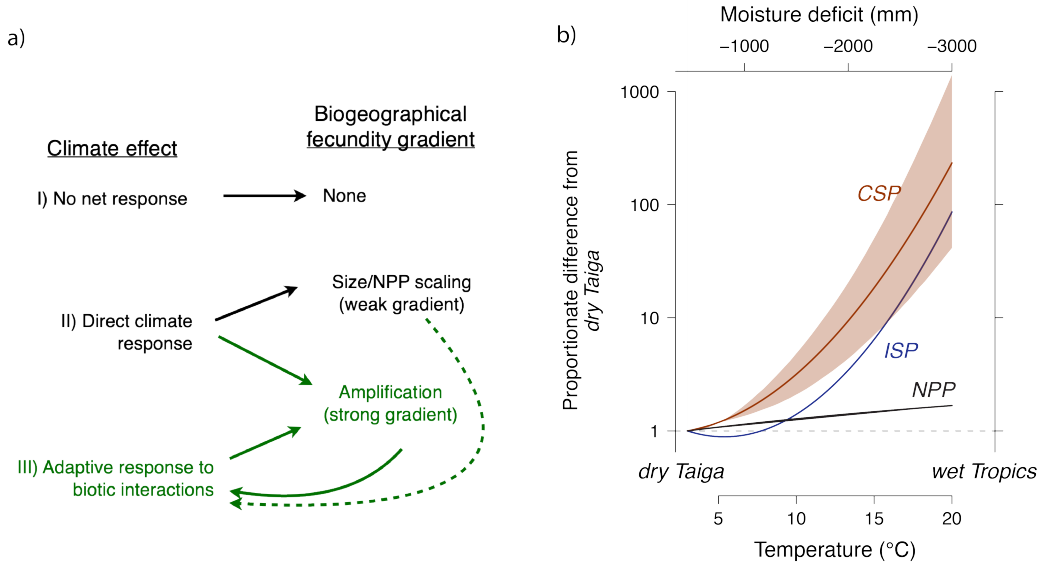 a)
Climate effect
Biogeographical
fecundity gradient
I) No net response
None
II) Direct climate
response
Size/NPP scaling
(weak gradient)
Amplification
(strong gradient)
III) Adaptive response to
biotic interactions
b)
Moisture deficit (mm)
−1000
−2000
−3000
Proportionate difference from
dry Taiga
1000
100
10
1
CSP
ISP
NPP
dry Taiga
wet Tropics
5
10
15
20
Temperature (°C)